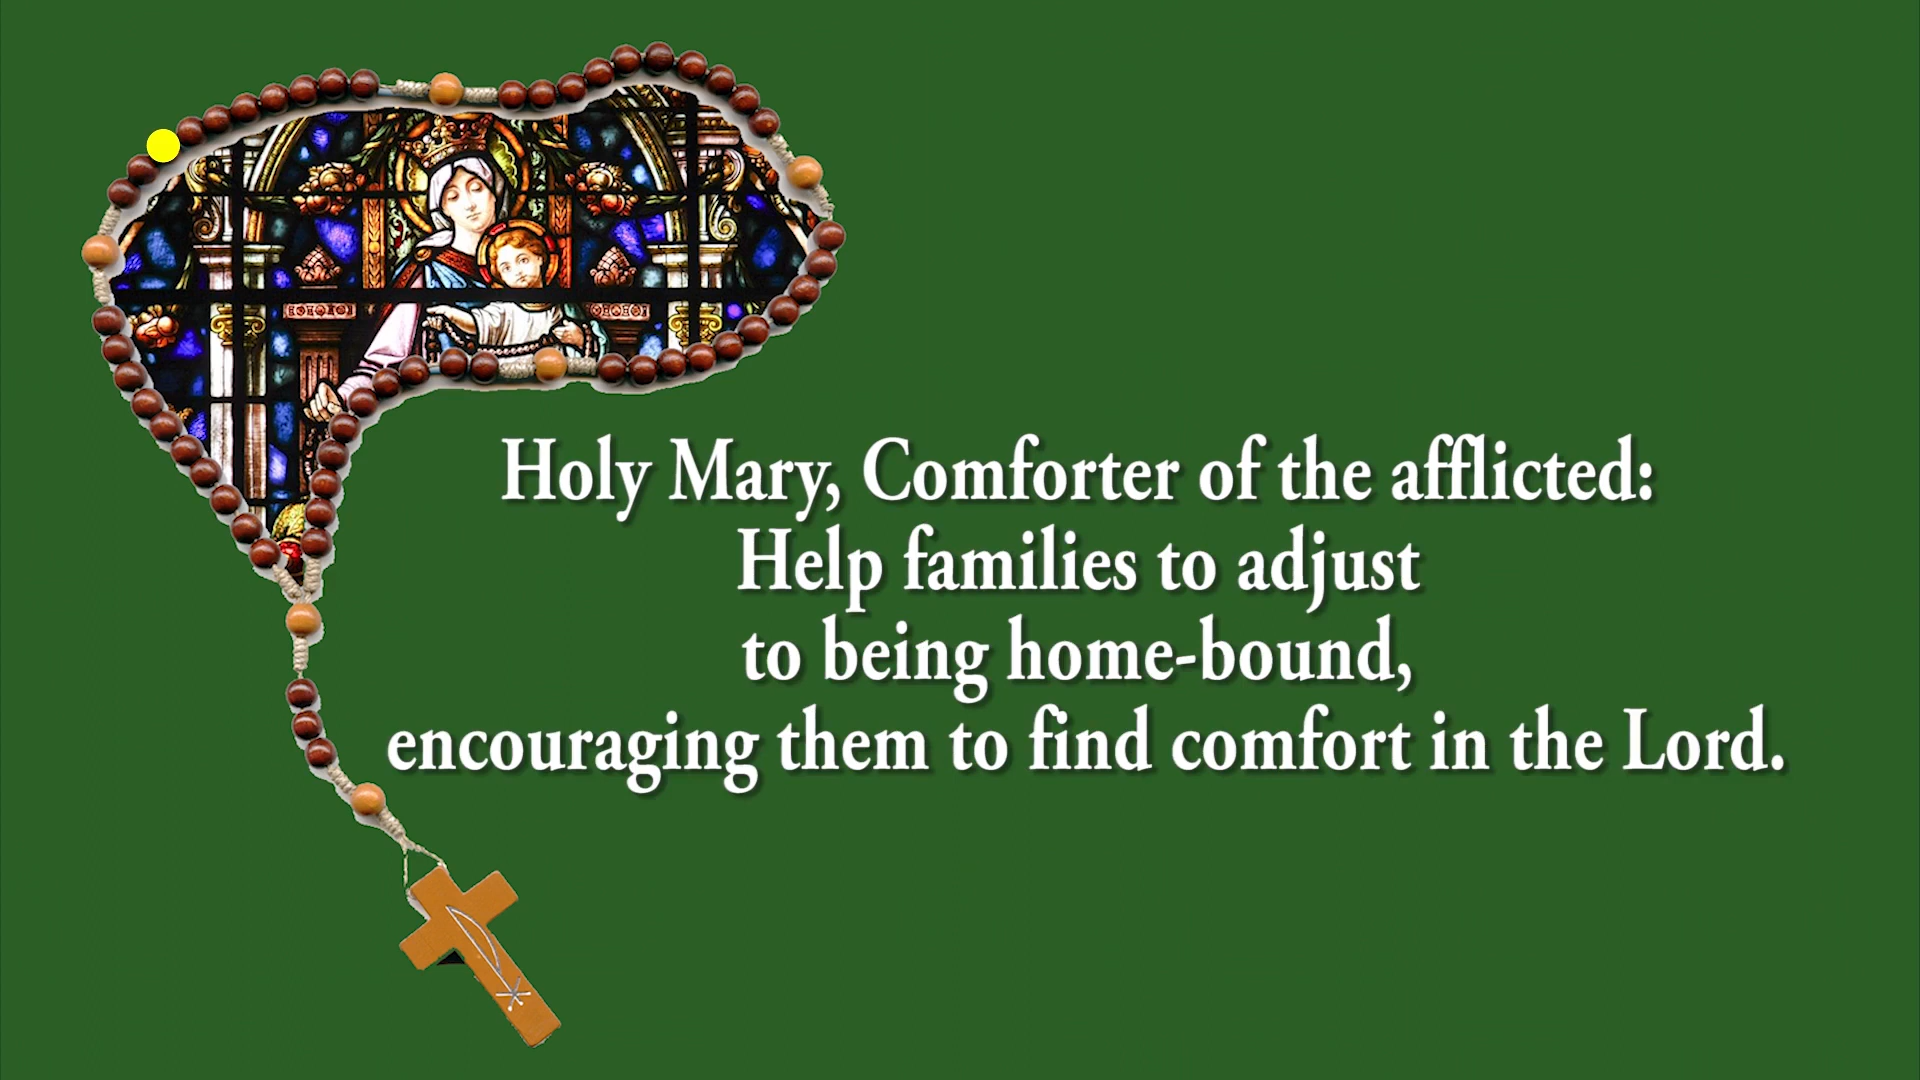 Holy Mary, Comforter of the afflicted:
Help families to adjust
to being home-bound,
encouraging them to find comfort in the Lord.